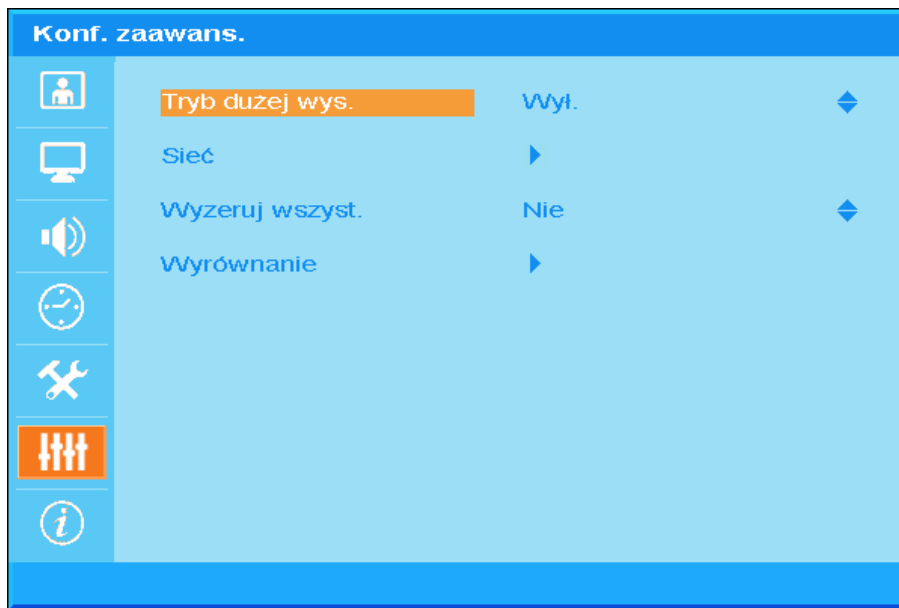 Konf. zaawans.
Tryb dużej wys. Wył.
Sieć
Wyzeruj wszyst. Nie
Wyrównanie